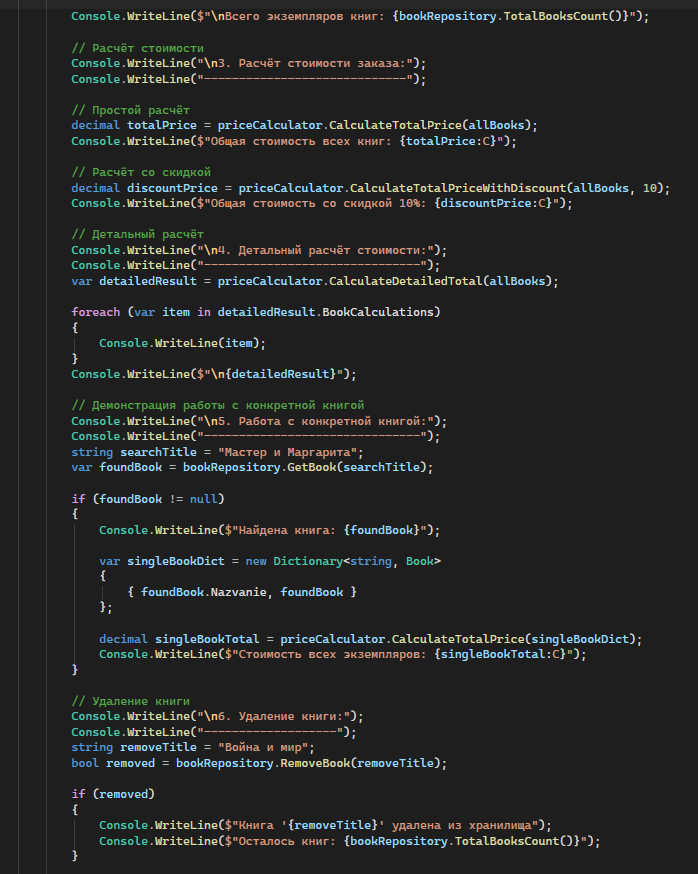 Console.WriteLine($"\nВсего экземпляров книг: {bookRepository.TotalBooksCount()}");
// Расчёт стоимости
Console.WriteLine("\n3. Расчёт стоимости заказа:");
Console.WriteLine("-----------------------------");
// Простой расчёт
decimal totalPrice = priceCalculator.CalculateTotalPrice(allBooks);
Console.WriteLine($"Общая стоимость всех книг: {totalPrice:C}");
// Расчёт со скидкой
decimal discountPrice = priceCalculator.CalculateTotalPriceWithDiscount(allBooks, 10);
Console.WriteLine($"Общая стоимость со скидкой 10%: {discountPrice:C}");
// Детальный расчёт
Console.WriteLine("\n4. Детальный расчёт стоимости:");
Console.WriteLine("-------------------------------");
var detailedResult = priceCalculator.CalculateDetailedTotal(allBooks);
foreach (var item in detailedResult.BookCalculations)
{
Console.WriteLine(item);
}
Console.WriteLine($"\n{detailedResult}");
// Демонстрация работы с конкретной книгой
Console.WriteLine("\n5. Работа с конкретной книгой:");
Console.WriteLine("-------------------------------");
string searchTitle = "Мастер и Маргарита";
var foundBook = bookRepository.GetBook(searchTitle);
if (foundBook != null)
{
Console.WriteLine($"Найдена книга: {foundBook}");
var singleBookDict = new Dictionary<string, Book>
{
{ foundBook.Nazvanie, foundBook }
};
decimal singleBookTotal = priceCalculator.CalculateTotalPrice(singleBookDict);
Console.WriteLine($"Стоимость всех экземпляров: {singleBookTotal:C}");
}
// Удаление книги
Console.WriteLine("\n6. Удаление книги:");
Console.WriteLine("-------------------");
string removeTitle = "Война и мир";
bool removed = bookRepository.RemoveBook(removeTitle);
if (removed)
{
Console.WriteLine($"Книга '{removeTitle}' удалена из хранилища");
Console.WriteLine($"Осталось книг: {bookRepository.TotalBooksCount()}");
}